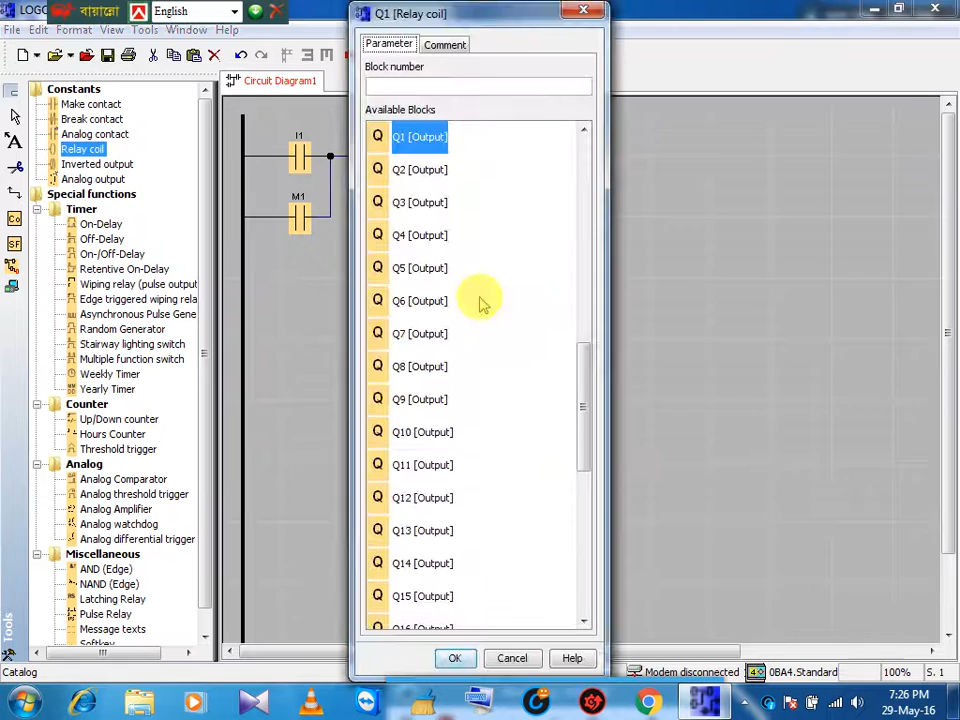 LOGO
বায়ান্নো
English
File Edit Format View Tools Window Help
Circuit Diagram1
Constants
Make contact
Break contact
Analog contact
Relay coil
Inverted output
Analog output
Special functions
Timer
On-Delay
Off-Delay
On-/Off-Delay
Retentive On-Delay
Wiping relay (pulse output
Edge triggered wiping rela
Asynchronous Pulse Gene
Random Generator
Stairway lighting switch
Multiple function switch
Weekly Timer
Yearly Timer
Counter
Up/Down counter
Hours Counter
Threshold trigger
Analog
Analog Comparator
Analog threshold trigger
Analog Amplifier
Analog watchdog
Analog differential trigger
Miscellaneous
AND (Edge)
NAND (Edge)
Latching Relay
Pulse Relay
Message texts
Softkey
Tools
Co
SF
I1
M1
Q1 [Relay coil]
Parameter
Comment
Block number
Available Blocks
Q Q1 [Output]
Q Q2 [Output]
Q Q3 [Output]
Q Q4 [Output]
Q Q5 [Output]
Q Q6 [Output]
Q Q7 [Output]
Q Q8 [Output]
Q Q9 [Output]
Q Q10 [Output]
Q Q11 [Output]
Q Q12 [Output]
Q Q13 [Output]
Q Q14 [Output]
Q Q15 [Output]
Q Q16 [Output]
OK Cancel Help
Catalog
Modem disconnected
0BA4.Standard
100%
S. 1
7:26 PM
29-May-16